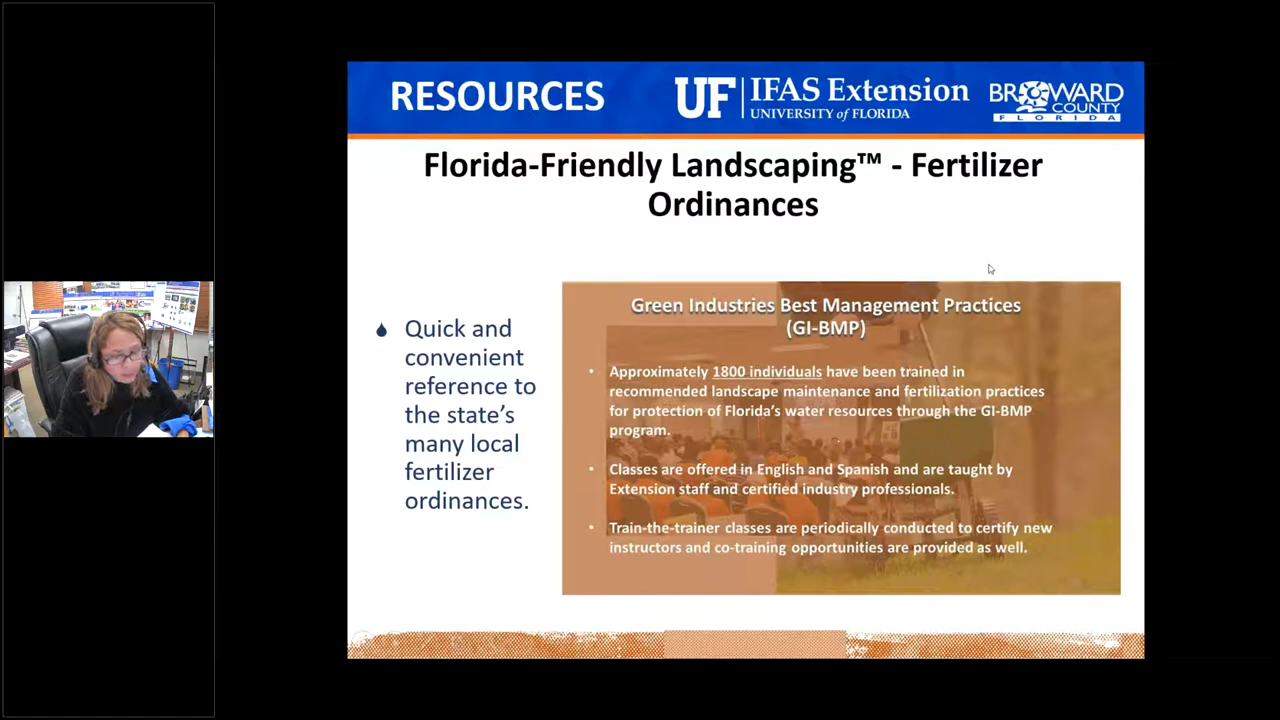 RESOURCES
UF IFAS Extension
UNIVERSITY of FLORIDA
BROWARD
COUNTY
FLORIDA
Florida-Friendly Landscaping™ - Fertilizer
Ordinances
Quick and
convenient
reference to
the state's
many local
fertilizer
ordinances.
Green Industries Best Management Practices
(GI-BMP)
• Approximately 1800 individuals have been trained in
recommended landscape maintenance and fertilization practices
for protection of Florida's water resources through the GI-BMP
program.
• Classes are offered in English and Spanish and are taught by
Extension staff and certified industry professionals.
• Train-the-trainer classes are periodically conducted to certify new
instructors and co-training opportunities are provided as well.